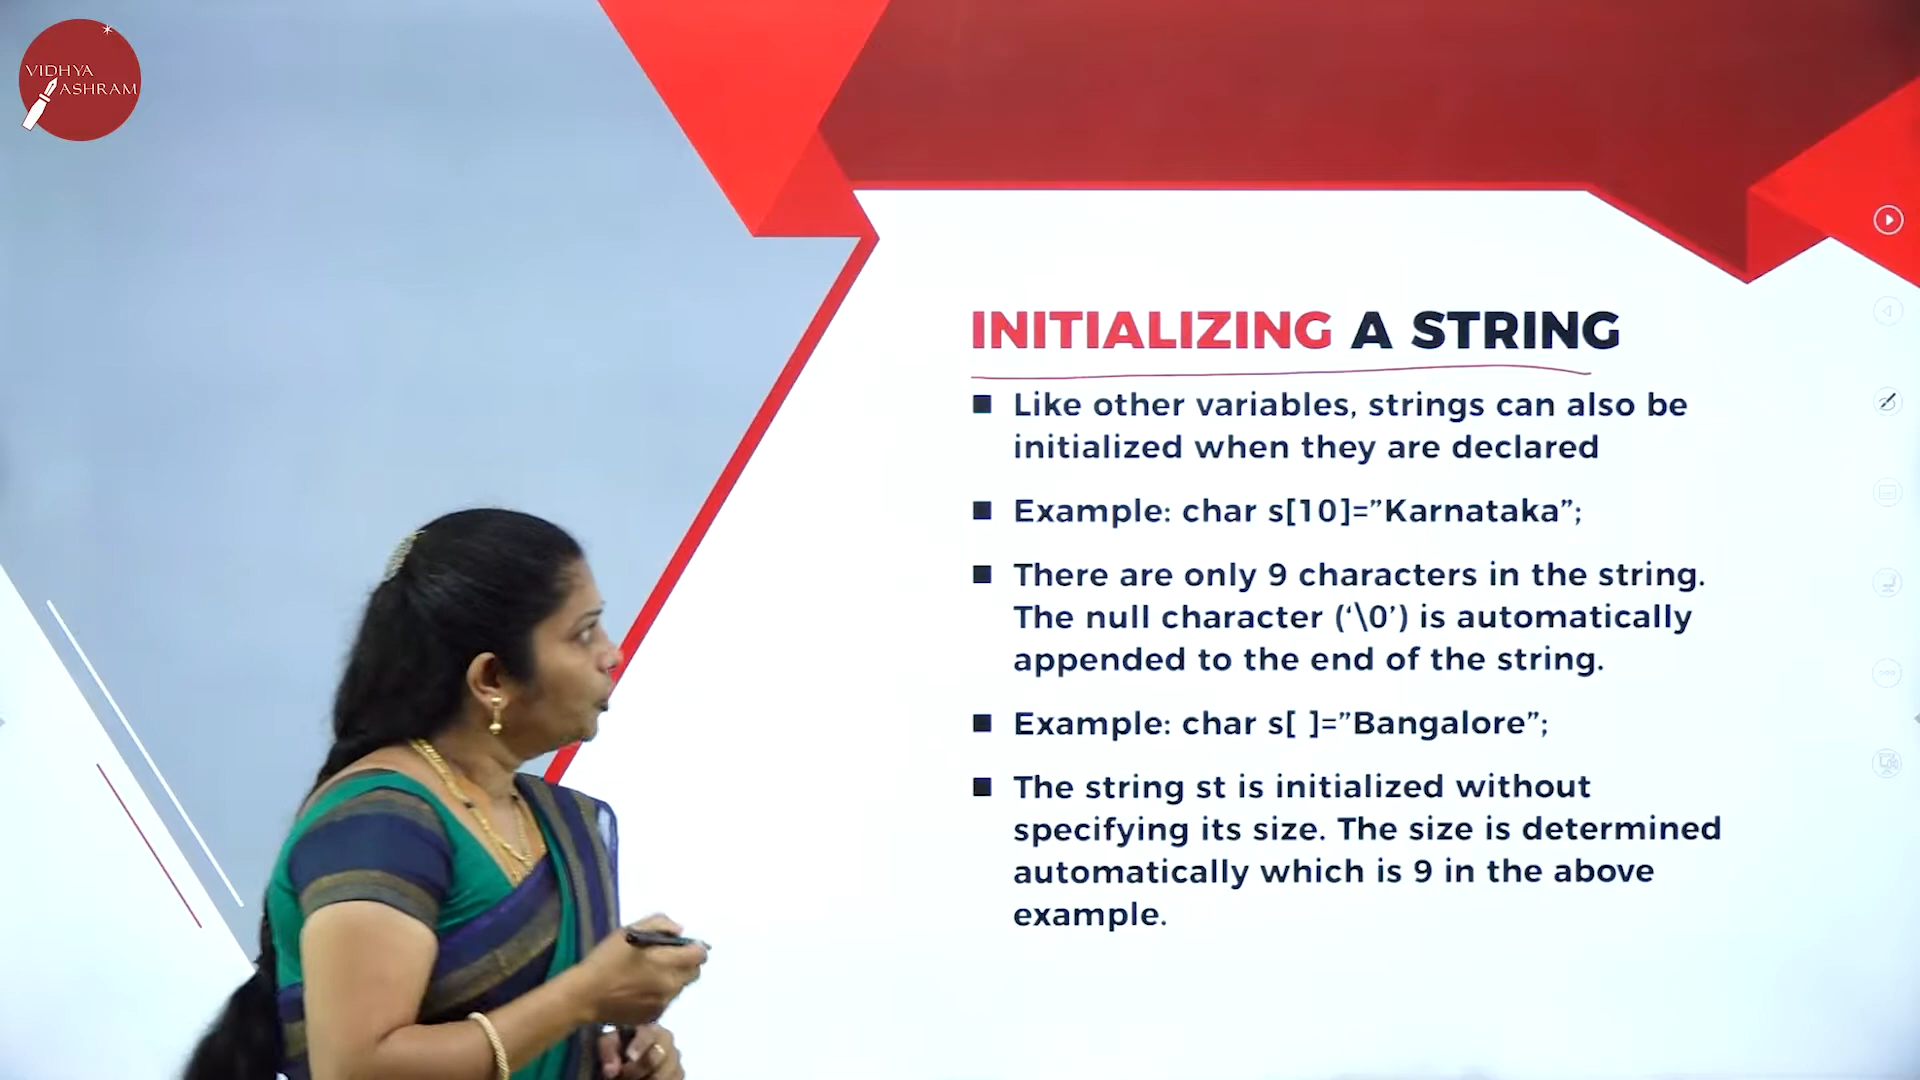 VIDHYA
ASHRAM
INITIALIZING A STRING
■ Like other variables, strings can also be
initialized when they are declared
■ Example: char s[10]=”Karnataka”;
■ There are only 9 characters in the string.
The null character (‘\0’) is automatically
appended to the end of the string.
■ Example: char s[ ]=”Bangalore”;
■ The string st is initialized without
specifying its size. The size is determined
automatically which is 9 in the above
example.